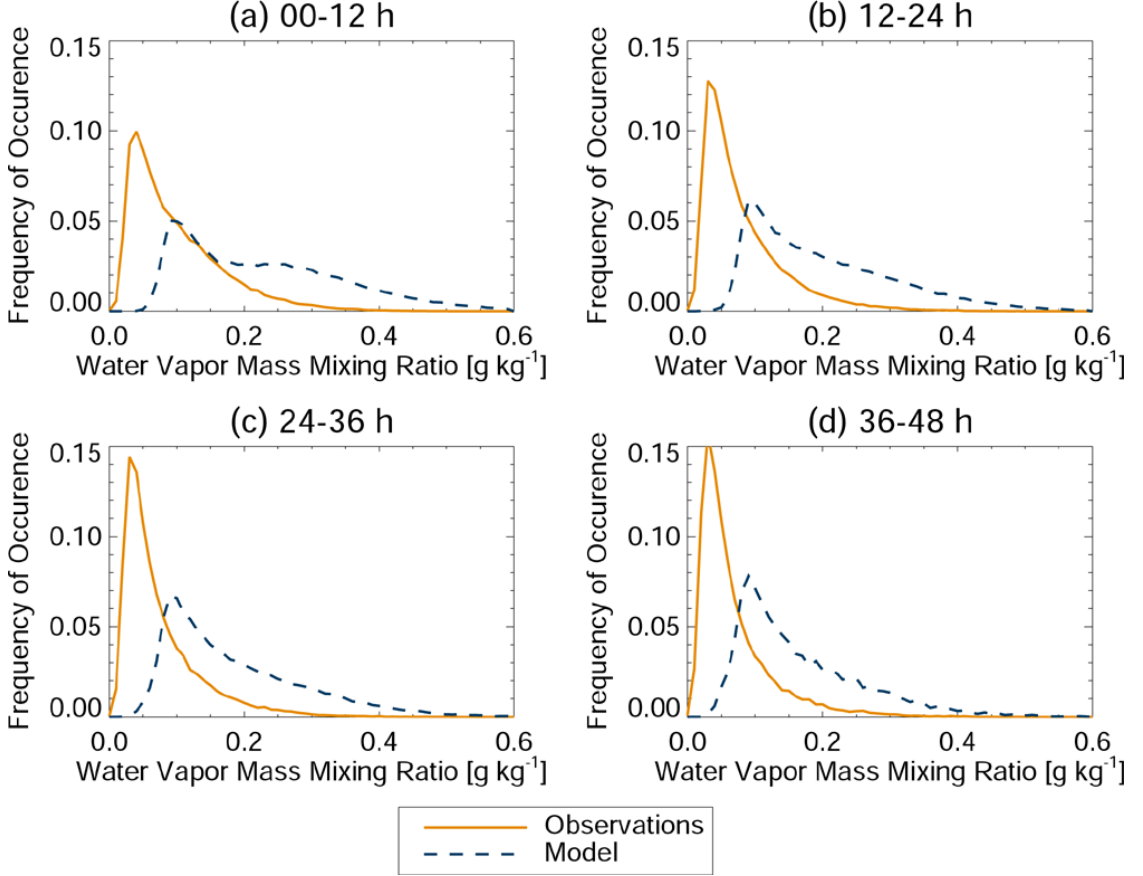 (a) 00-12 h
0.15
0.10
0.05
0.00
Frequency of Occurence
0.0 0.2 0.4 0.6
Water Vapor Mass Mixing Ratio [g kg-1]
(b) 12-24 h
0.15
0.10
0.05
0.00
Frequency of Occurence
0.0 0.2 0.4 0.6
Water Vapor Mass Mixing Ratio [g kg-1]
(c) 24-36 h
0.15
0.10
0.05
0.00
Frequency of Occurence
0.0 0.2 0.4 0.6
Water Vapor Mass Mixing Ratio [g kg-1]
(d) 36-48 h
0.15
0.10
0.05
0.00
Frequency of Occurence
0.0 0.2 0.4 0.6
Water Vapor Mass Mixing Ratio [g kg-1]
Observations
Model